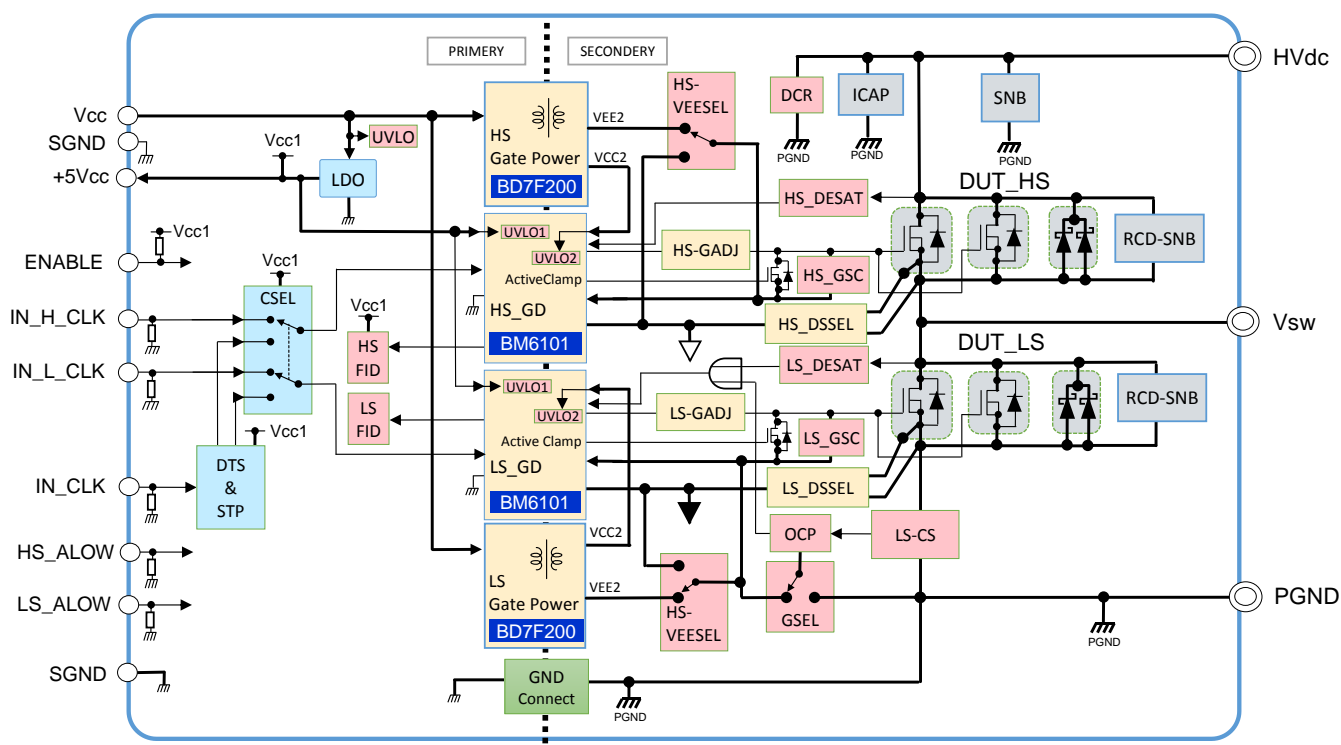 PRIMERY
SECONDERY
HVdc
Vcc
SGND
+5Vcc
Vcc1
UVLO
LDO
HS
Gate Power
BD7F200
VEE2
VCC2
HS-
VEESEL
DCR
ICAP
SNB
PGND
PGND
PGND
DUT_HS
HS_DESAT
RCD-SNB
Vcc1
ENABLE
UVLO1
UVLO2
ActiveClamp
HS_GD
BM6101
HS-GADJ
HS_GSC
HS_DSSEL
Vcc1
CSEL
IN_H_CLK
IN_L_CLK
Vcc1
HS
FID
LS
FID
Vsw
DUT_LS
LS_DESAT
RCD-SNB
UVLO1
UVLO2
Active Clamp
LS_GD
BM6101
LS-GADJ
LS_GSC
LS_DSSEL
Vcc1
DTS
&
STP
IN_CLK
HS_ALOW
LS_ALOW
SGND
VCC2
LS
Gate Power
BD7F200
VEE2
HS-
VEESEL
OCP
LS-CS
GSEL
PGND
PGND
GND
Connect
PGND